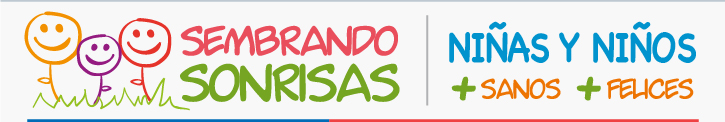 SEMBRANDO
SONRISAS
NIÑAS Y NIÑOS
+ SANOS + FELICES